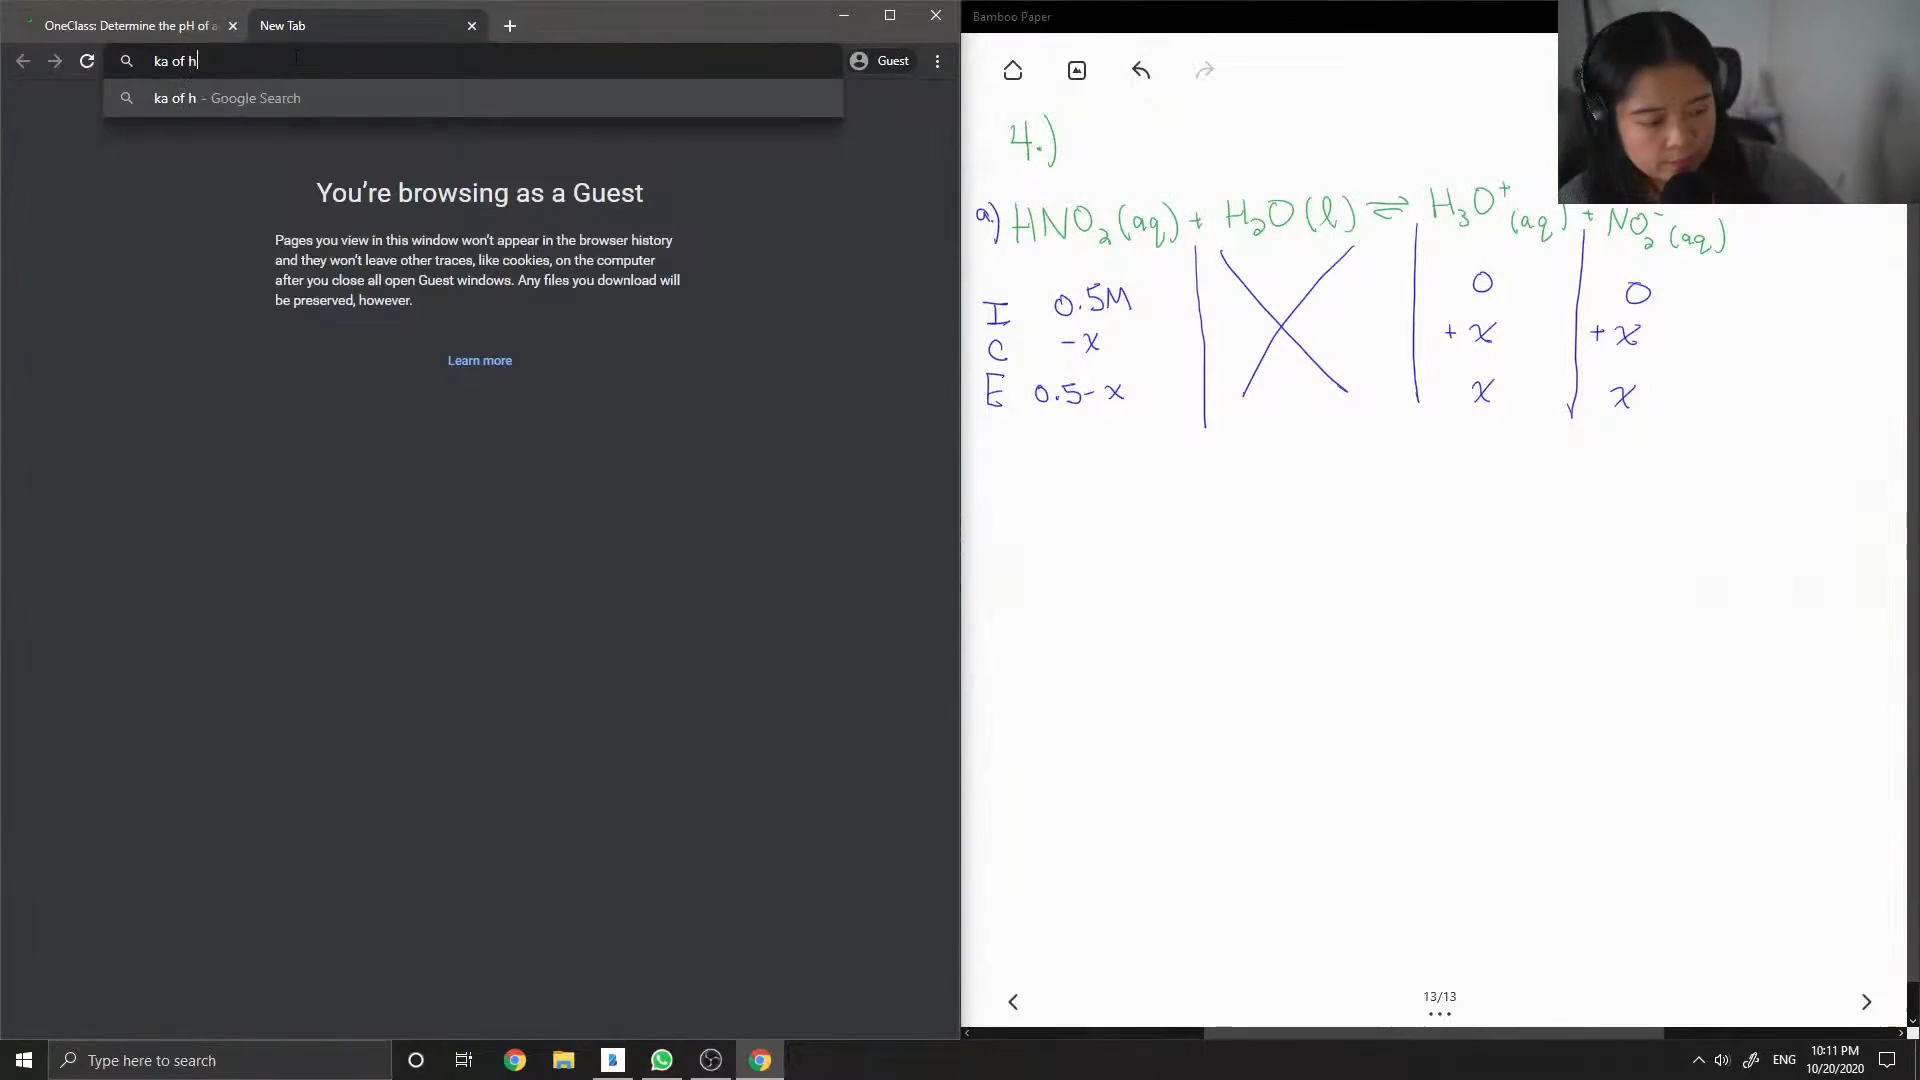 OneClass: Determine the pH of a
New Tab
ka of h
Guest
ka of h - Google Search
You're browsing as a Guest
Pages you view in this window won't appear in the browser history
and they won't leave other traces, like cookies, on the computer
after you close all open Guest windows. Any files you download will
be preserved, however.
Learn more
Bamboo Paper
4.)
a.) HNO₂(aq) + H₂O(l) ⇌ H₃O⁺(aq) + NO₂⁻(aq)
I 0.5M 0 0
C -x +x +x
E 0.5-x x x
13/13
Type here to search
ENG
10:11 PM
10/20/2020